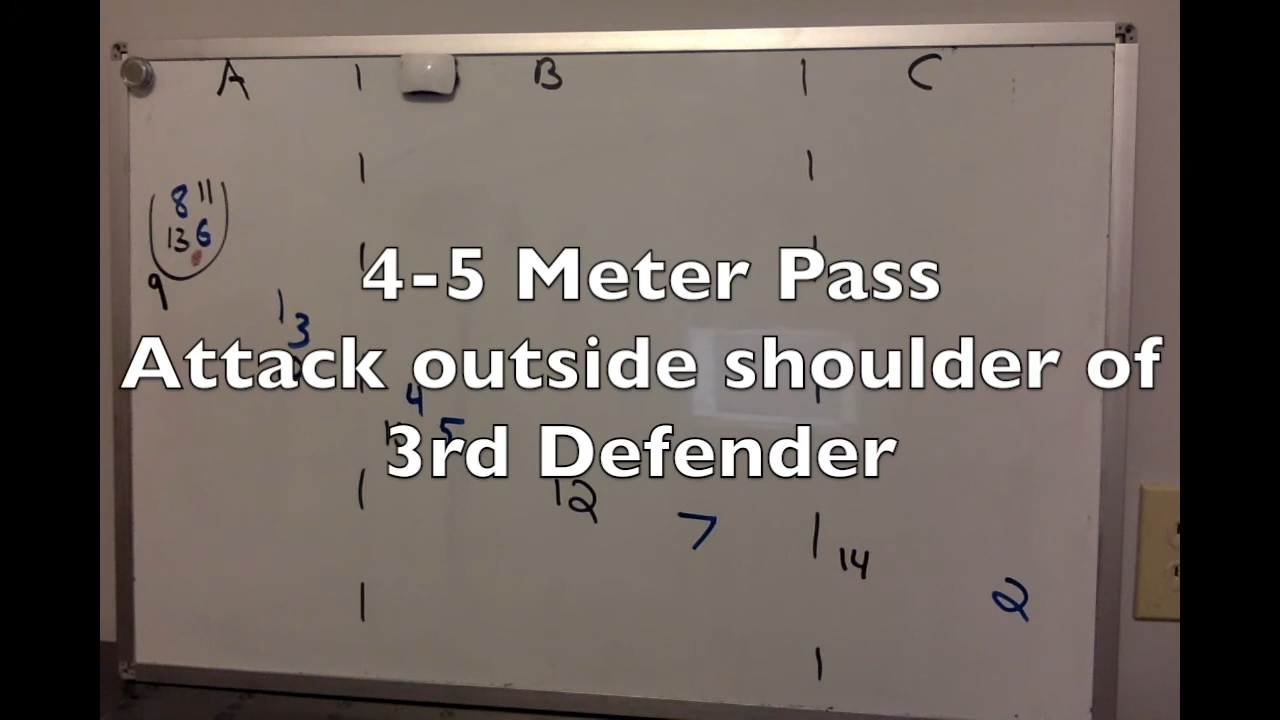 A B C
8 11
13 6
9
1
3
4-5 Meter Pass
Attack outside shoulder of
4
5
3rd Defender
12
7
14
2